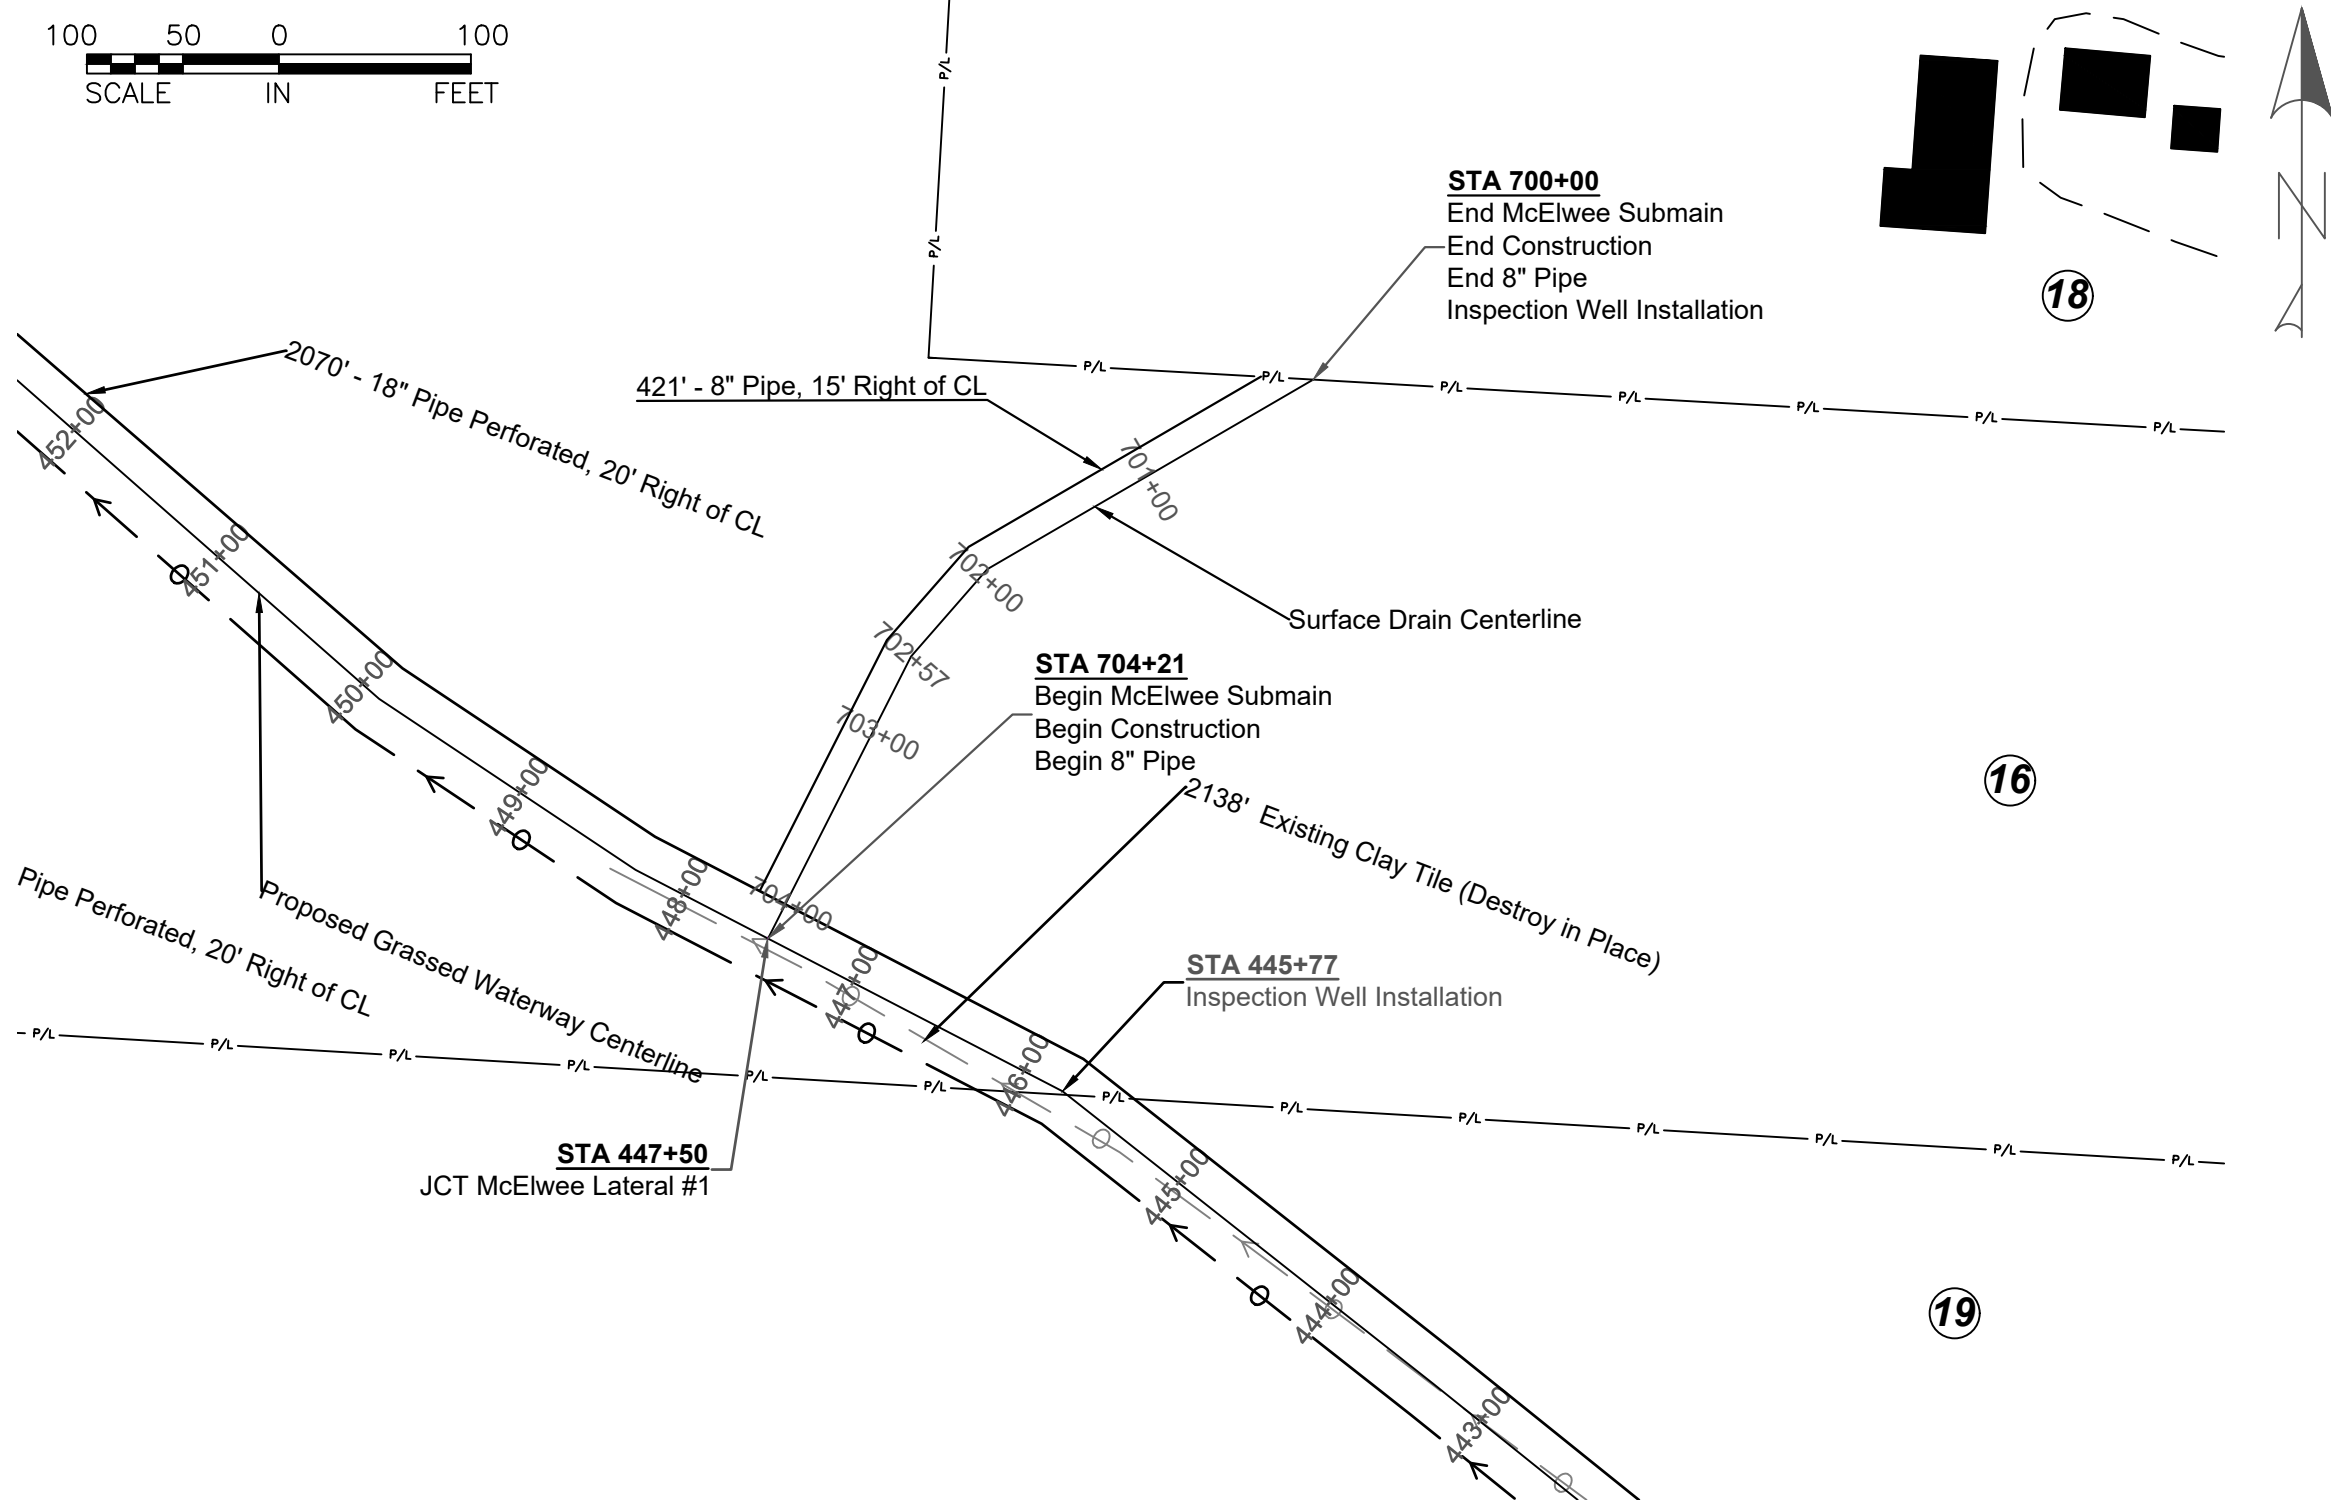 100 50 0 100
SCALE IN FEET
P/L
P/L
N
STA 700+00
End McElwee Submain
End Construction
End 8" Pipe
Inspection Well Installation
18
2070' - 18" Pipe Perforated, 20' Right of CL
421' - 8" Pipe, 15' Right of CL
P/L P/L P/L P/L P/L P/L P/L
452+00
701+00
451+00
702+00
Surface Drain Centerline
702+57
450+00
703+00
STA 704+21
Begin McElwee Submain
Begin Construction
Begin 8" Pipe
16
449+00
2138' Existing Clay Tile (Destroy in Place)
448+00
704+00
Pipe Perforated, 20' Right of CL
Proposed Grassed Waterway Centerline
447+00
STA 445+77
Inspection Well Installation
446+00
P/L P/L P/L P/L P/L P/L P/L P/L P/L P/L P/L P/L P/L
STA 447+50
JCT McElwee Lateral #1
445+00
444+00
19
443+00